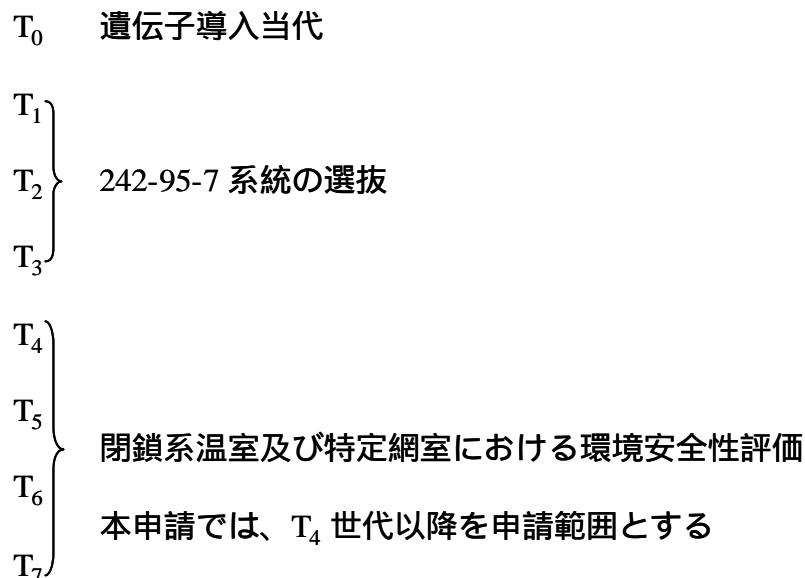 T₀ 遺伝子導入当代
T₁
T₂ 242-95-7 系統の選抜
T₃
T₄
T₅
閉鎖系温室及び特定網室における環境安全性評価
T₆
本申請では、T₄ 世代以降を申請範囲とする
T₇